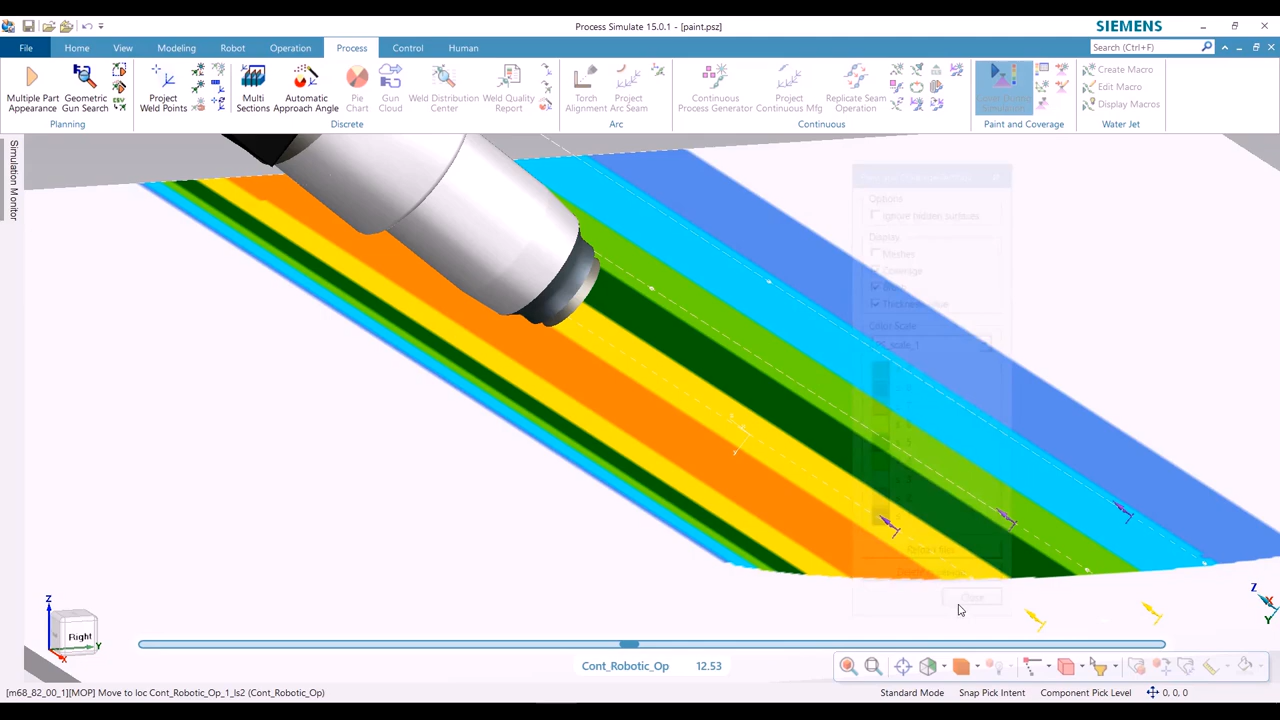 Process Simulate 15.0.1 - [paint.psz]
SIEMENS
File Home View Modeling Robot Operation Process Control Human
Search (Ctrl+F)
Multiple Part Appearance
Geometric Gun Search
Project Weld Points
Multi Sections
Automatic Approach Angle
Pie Chart
Gun Cloud
Weld Distribution Center
Weld Quality Report
Torch Alignment
Project Arc Seam
Continuous Process Generator
Project Continuous Mfg
Replicate Seam Operation
Create Macro
Edit Macro
Display Macros
Planning Discrete Arc Continuous Paint and Coverage Water Jet
Simulation Monitor
Options
Ignore hidden surfaces
Display
Meshes
Coverage
Color Scale
Close
Z
Right
Y
X
Z
X
Y
Cont_Robotic_Op 12.53
[m68_82_00_1][MOP] Move to loc Cont_Robotic_Op_1_ls2 (Cont_Robotic_Op)
Standard Mode Snap Pick Intent Component Pick Level 0, 0, 0